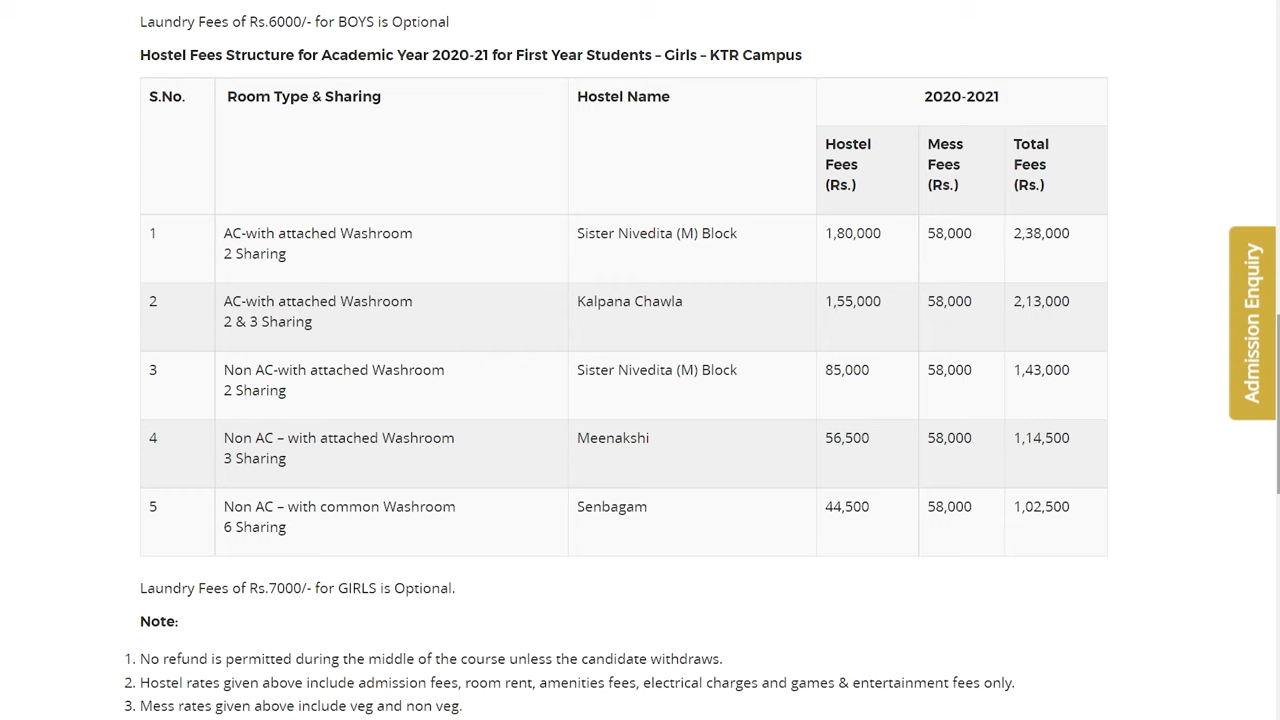 Laundry Fees of Rs.6000/- for BOYS is Optional
Hostel Fees Structure for Academic Year 2020-21 for First Year Students – Girls – KTR Campus
S.No. Room Type & Sharing Hostel Name 2020-2021
Hostel Fees (Rs.) Mess Fees (Rs.) Total Fees (Rs.)
1 AC-with attached Washroom Sister Nivedita (M) Block 1,80,000 58,000 2,38,000
2 Sharing
2 AC-with attached Washroom Kalpana Chawla 1,55,000 58,000 2,13,000
2 & 3 Sharing
3 Non AC-with attached Washroom Sister Nivedita (M) Block 85,000 58,000 1,43,000
2 Sharing
4 Non AC – with attached Washroom Meenakshi 56,500 58,000 1,14,500
3 Sharing
5 Non AC – with common Washroom Senbagam 44,500 58,000 1,02,500
6 Sharing
Laundry Fees of Rs.7000/- for GIRLS is Optional.
Note:
1. No refund is permitted during the middle of the course unless the candidate withdraws.
2. Hostel rates given above include admission fees, room rent, amenities fees, electrical charges and games & entertainment fees only.
3. Mess rates given above include veg and non veg.
Admission Enquiry